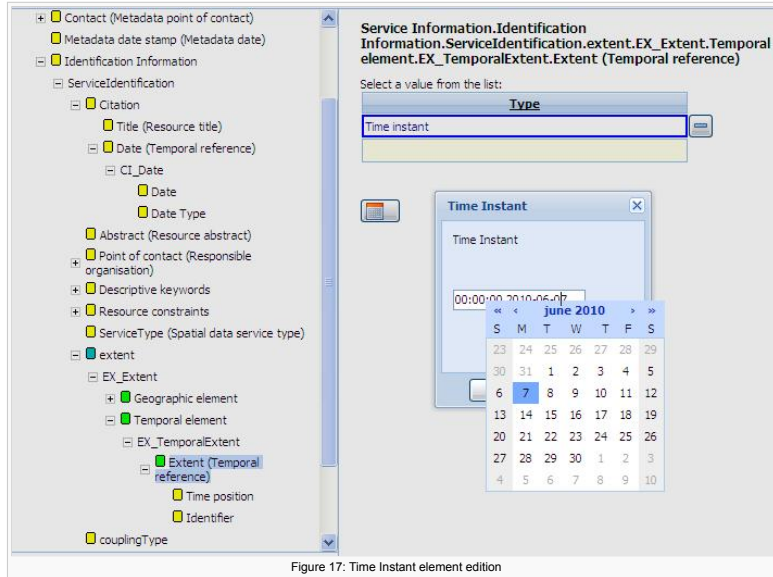 Contact (Metadata point of contact)
Metadata date stamp (Metadata date)
Identification Information
ServiceIdentification
Citation
Title (Resource title)
Date (Temporal reference)
CI_Date
Date
Date Type
Abstract (Resource abstract)
Point of contact (Responsible
organisation)
Descriptive keywords
Resource constraints
ServiceType (Spatial data service type)
extent
EX_Extent
Geographic element
Temporal element
EX_TemporalExtent
Extent (Temporal
reference)
Time position
Identifier
couplingType
Service Information.Identification
Information.ServiceIdentification.extent.EX_Extent.Temporal
element.EX_TemporalExtent.Extent (Temporal reference)
Select a value from the list:
Type
Time instant
Time Instant
Time Instant
00:00:00 2010-06-07
« ‹ june 2010 › »
S M T W T F S
23 24 25 26 27 28 29
30 31 1 2 3 4 5
6 7 8 9 10 11 12
13 14 15 16 17 18 19
20 21 22 23 24 25 26
27 28 29 30 1 2 3
4 5 6 7 8 9 10
Figure 17: Time Instant element edition